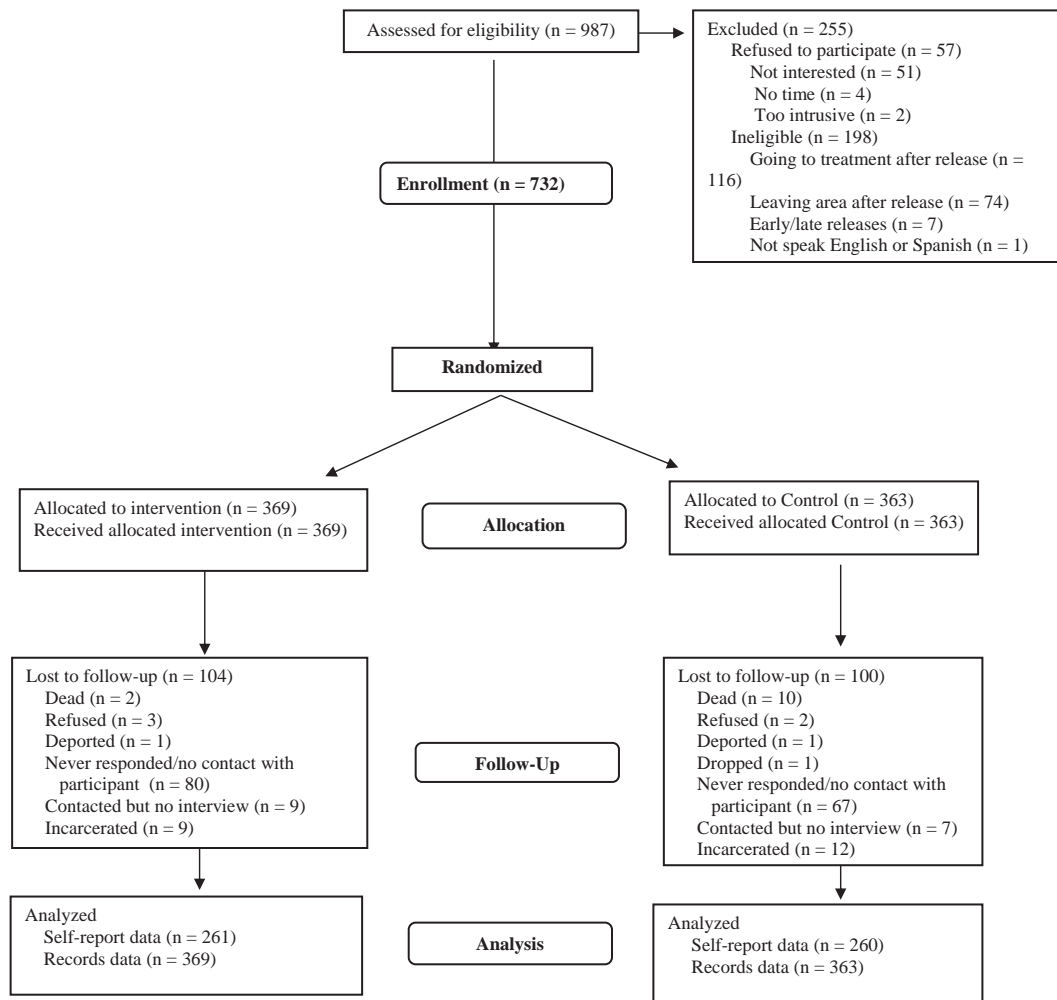 Assessed for eligibility (n = 987)
Excluded (n = 255)
Refused to participate (n = 57)
Not interested (n = 51)
No time (n = 4)
Too intrusive (n = 2)
Ineligible (n = 198)
Going to treatment after release (n =
116)
Leaving area after release (n = 74)
Early/late releases (n = 7)
Not speak English or Spanish (n = 1)
Enrollment (n = 732)
Randomized
Allocated to intervention (n = 369)
Received allocated intervention (n = 369)
Allocation
Allocated to Control (n = 363)
Received allocated Control (n = 363)
Lost to follow-up (n = 104)
Dead (n = 2)
Refused (n = 3)
Deported (n = 1)
Never responded/no contact with
participant (n = 80)
Contacted but no interview (n = 9)
Incarcerated (n = 9)
Follow-Up
Lost to follow-up (n = 100)
Dead (n = 10)
Refused (n = 2)
Deported (n = 1)
Dropped (n = 1)
Never responded/no contact with
participant (n = 67)
Contacted but no interview (n = 7)
Incarcerated (n = 12)
Analyzed
Self-report data (n = 261)
Records data (n = 369)
Analysis
Analyzed
Self-report data (n = 260)
Records data (n = 363)